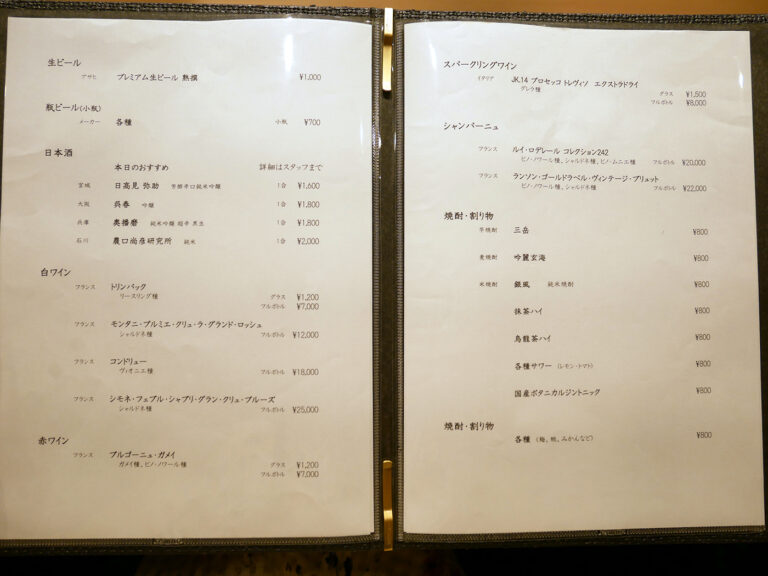 生ビール
アサヒ プレミアム生ビール 熟撰 ¥1,000
瓶ビール(小瓶)
メーカー 各種 小瓶 ¥700
日本酒
本日のおすすめ 詳細はスタッフまで
宮城 日高見 弥助 芳醇辛口純米吟醸 1合 ¥1,600
大阪 呉春 吟醸 1合 ¥1,800
兵庫 奥播磨 純米吟醸 超辛 黒生 1合 ¥1,800
石川 農口尚彦研究所 純米 1合 ¥2,000
白ワイン
フランス トリンバック
リースリング種 グラス ¥1,200
フルボトル ¥7,000
フランス モンタニ・プルミエ・クリュ・ラ・グランド・ロッシュ
シャルドネ種 フルボトル ¥12,000
フランス コンドリュー
ヴィオニエ種 フルボトル ¥18,000
フランス シモネ・フェブル・シャブリ・グラン・クリュ・プルーズ
シャルドネ種 フルボトル ¥25,000
赤ワイン
フランス ブルゴーニュ・ガメイ
ガメイ種、ピノ・ノワール種 グラス ¥1,200
フルボトル ¥7,000
スパークリングワイン
イタリア JK.14 プロセッコ トレヴィソ エクストラドライ
グレラ種 グラス ¥1,500
フルボトル ¥8,000
シャンパーニュ
フランス ルイ・ロデレール コレクション242
ピノ・ノワール種、シャルドネ種、ピノ・ムニエ種 フルボトル ¥20,000
フランス ランソン・ゴールドラベル・ヴィンテージ・ブリュット
ピノ・ノワール種、シャルドネ種 フルボトル ¥22,000
焼酎・割り物
芋焼酎 三岳 ¥800
麦焼酎 吟麗玄海 ¥800
米焼酎 銀風 純米焼酎 ¥800
抹茶ハイ ¥800
烏龍茶ハイ ¥800
各種サワー (レモン・トマト) ¥800
国産ボタニカルジントニック ¥800
焼酎・割り物
各種 (梅、桃、みかんなど) ¥800